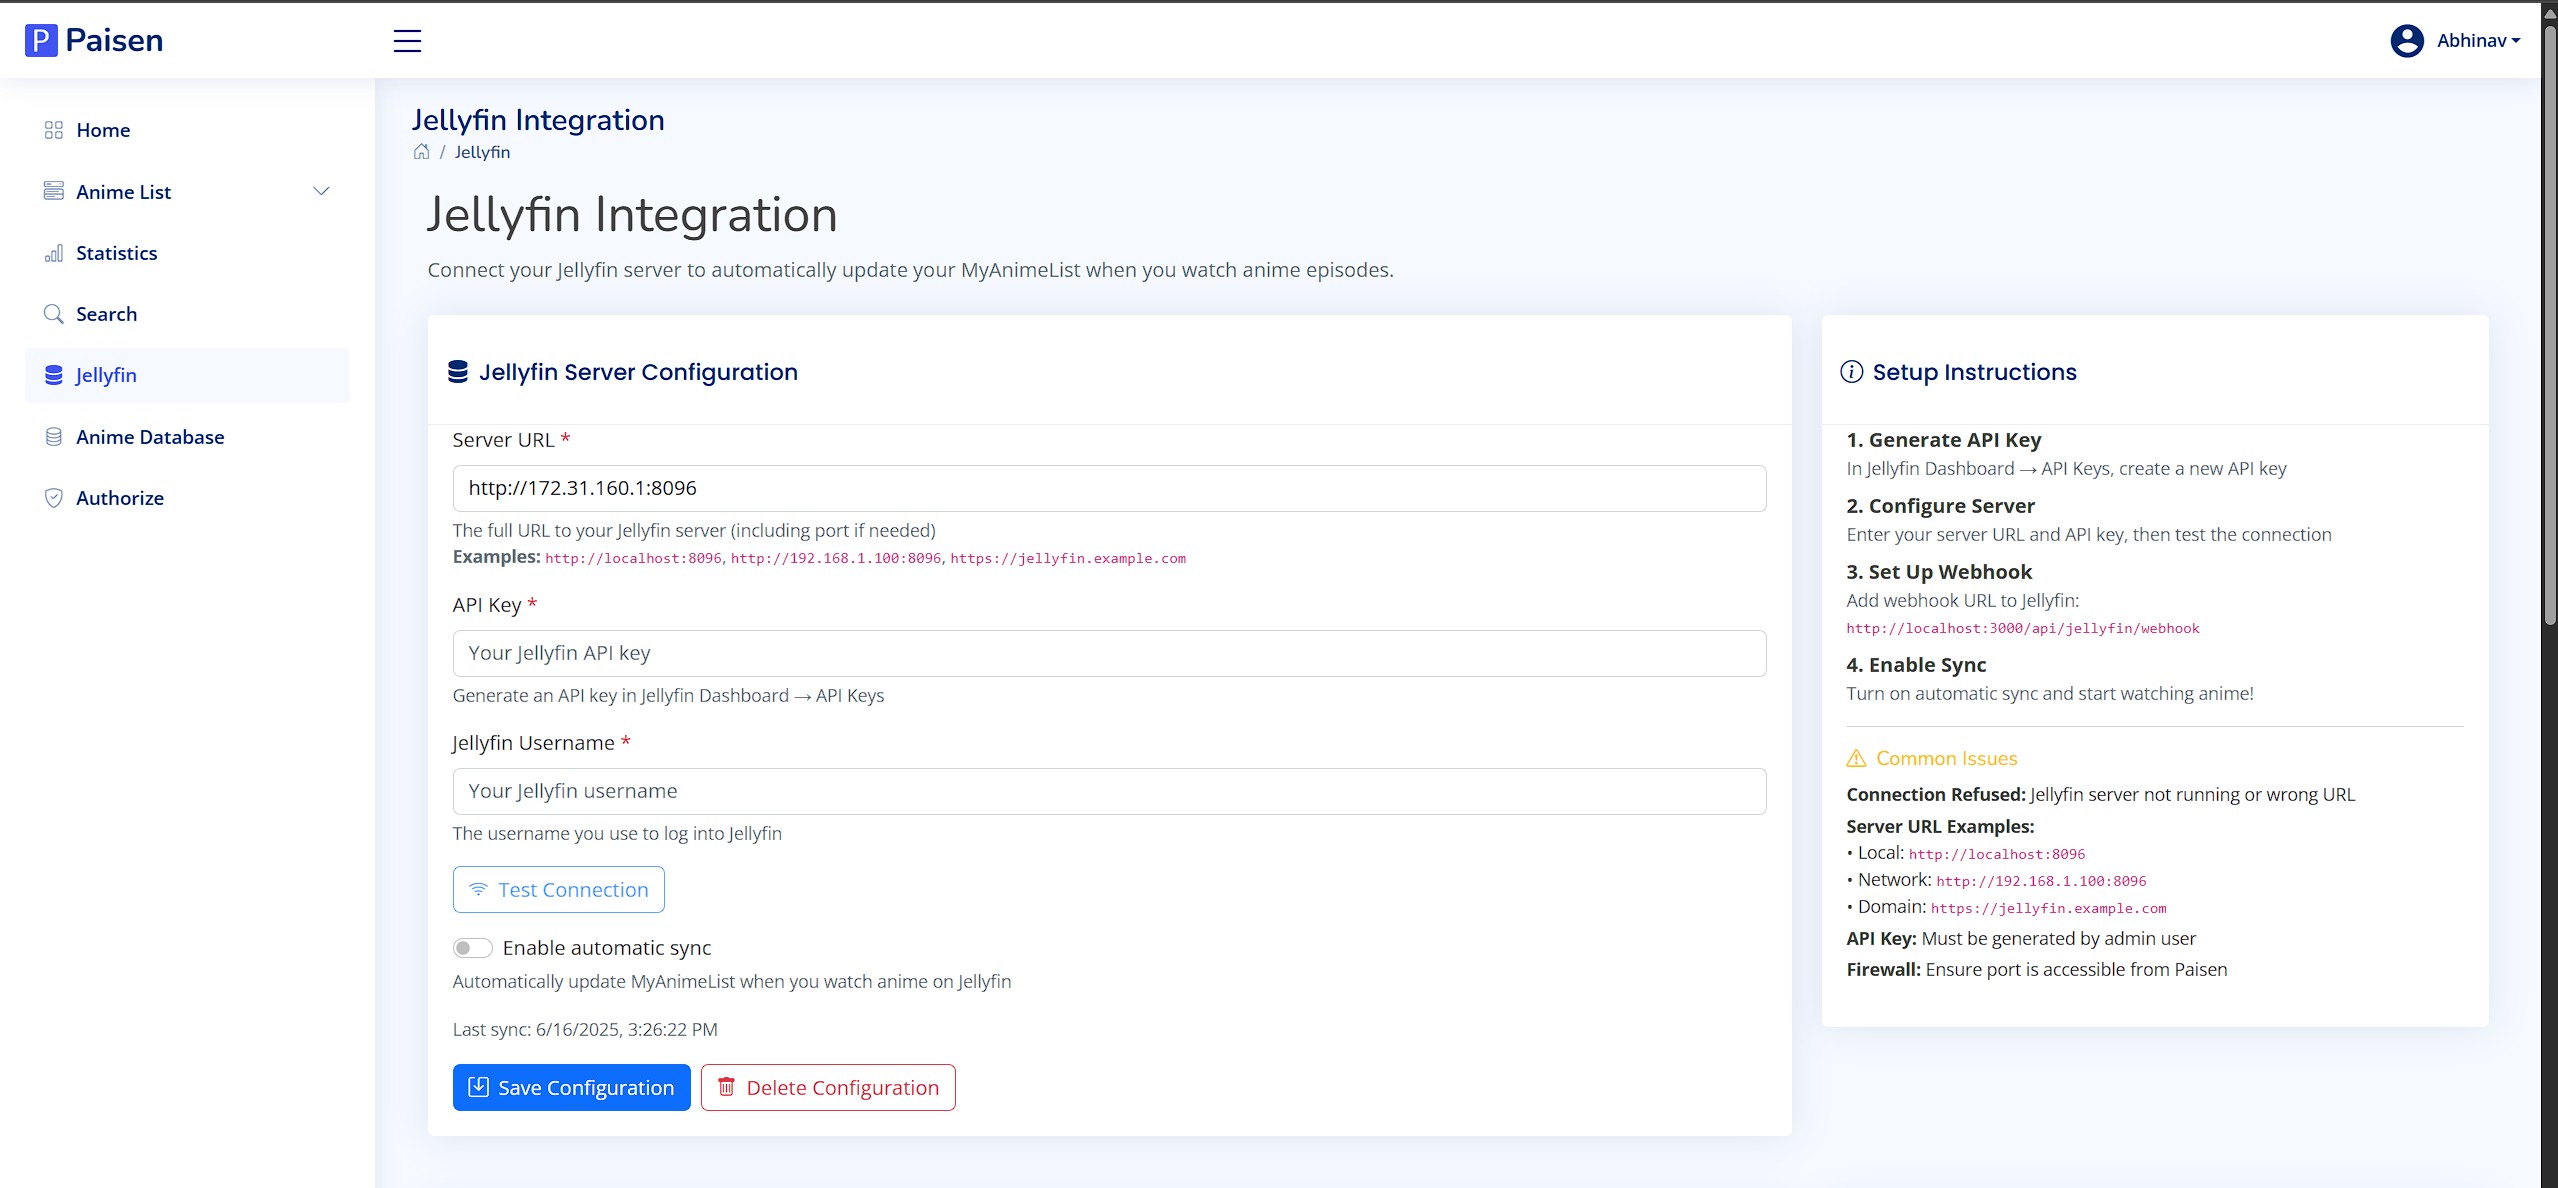 P Paisen
Abhinav
Home
Anime List
Statistics
Search
Jellyfin
Anime Database
Authorize
Jellyfin Integration
/ Jellyfin
Jellyfin Integration
Connect your Jellyfin server to automatically update your MyAnimeList when you watch anime episodes.
Jellyfin Server Configuration
Server URL *
http://172.31.160.1:8096
The full URL to your Jellyfin server (including port if needed)
Examples: http://localhost:8096, http://192.168.1.100:8096, https://jellyfin.example.com
API Key *
Your Jellyfin API key
Generate an API key in Jellyfin Dashboard → API Keys
Jellyfin Username *
Your Jellyfin username
The username you use to log into Jellyfin
Test Connection
Enable automatic sync
Automatically update MyAnimeList when you watch anime on Jellyfin
Last sync: 6/16/2025, 3:26:22 PM
Save Configuration
Delete Configuration
Setup Instructions
1. Generate API Key
In Jellyfin Dashboard → API Keys, create a new API key
2. Configure Server
Enter your server URL and API key, then test the connection
3. Set Up Webhook
Add webhook URL to Jellyfin:
http://localhost:3000/api/jellyfin/webhook
4. Enable Sync
Turn on automatic sync and start watching anime!
Common Issues
Connection Refused: Jellyfin server not running or wrong URL
Server URL Examples:
• Local: http://localhost:8096
• Network: http://192.168.1.100:8096
• Domain: https://jellyfin.example.com
API Key: Must be generated by admin user
Firewall: Ensure port is accessible from Paisen